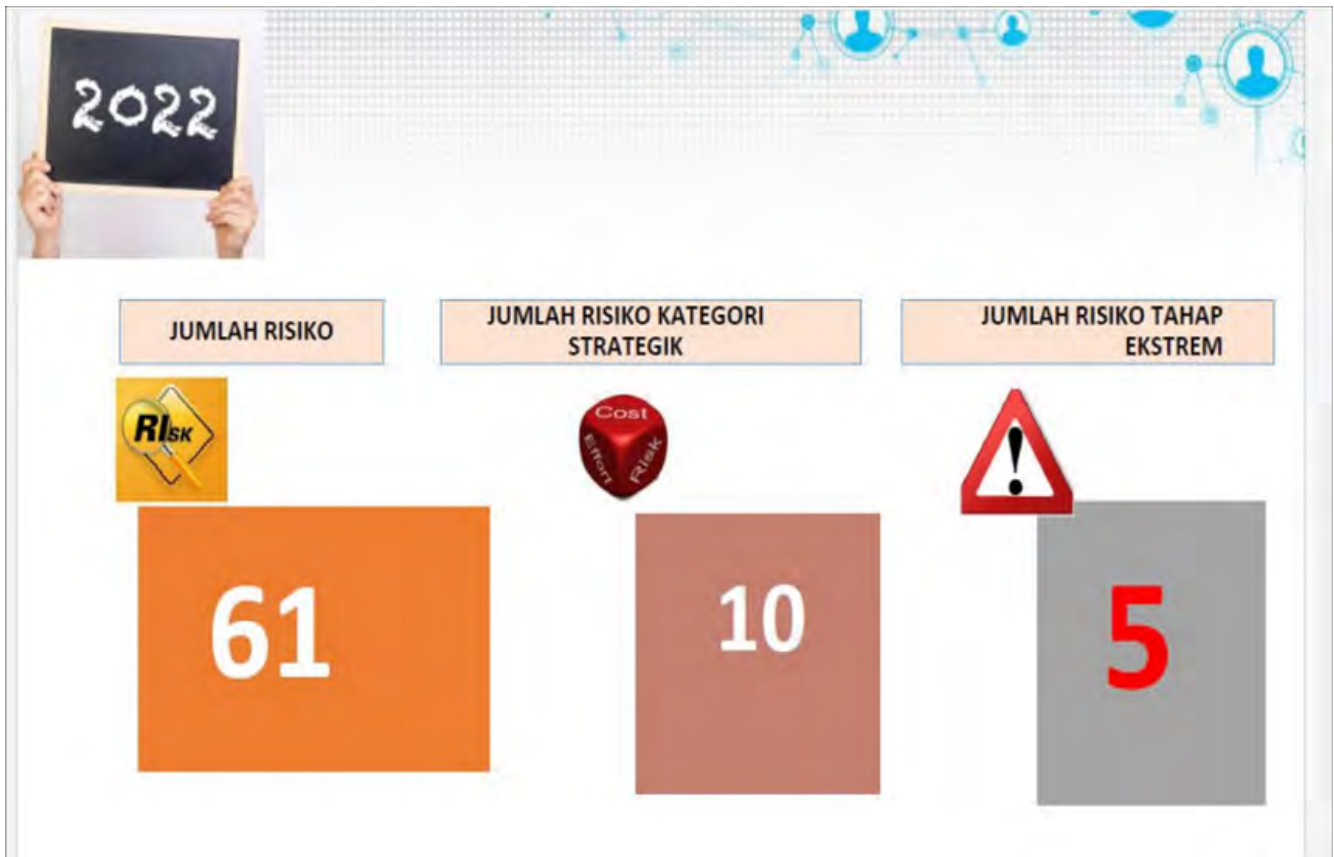 2022
JUMLAH RISIKO
JUMLAH RISIKO KATEGORI
STRATEGIK
JUMLAH RISIKO TAHAP
EKSTREM
RISK
Cost
Effort
Risk
!
61
10
5